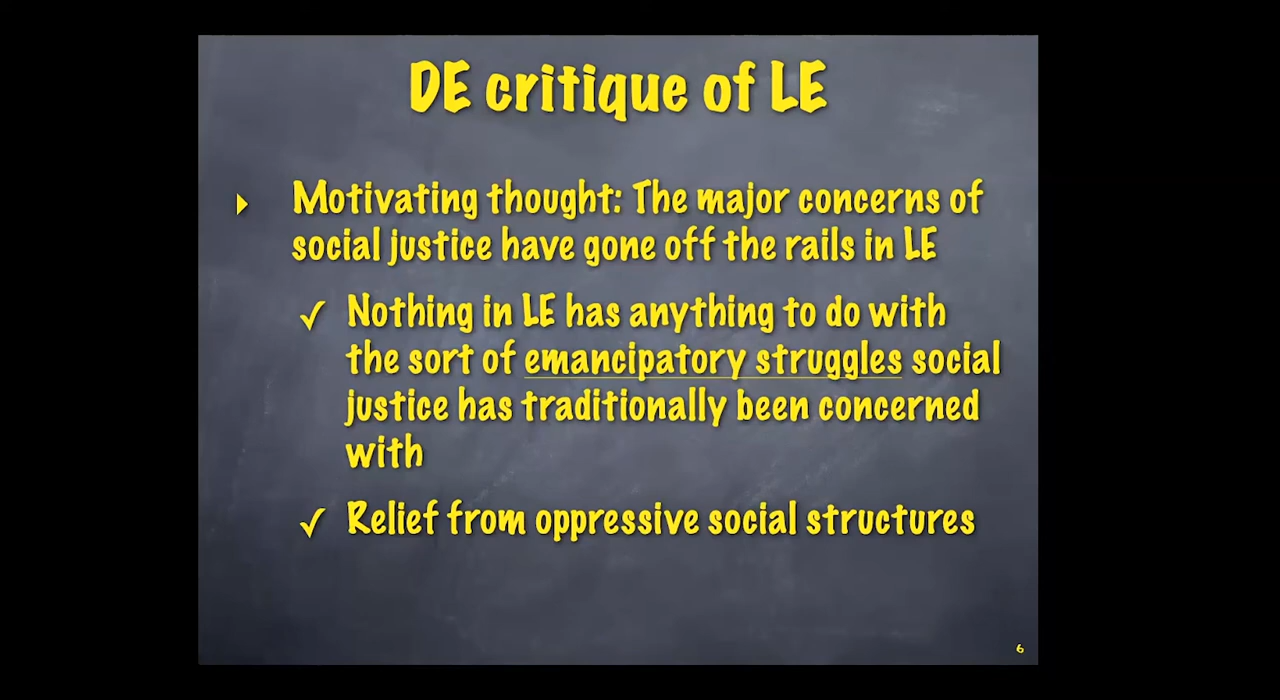 DE critique of LE
Motivating thought: The major concerns of
social justice have gone off the rails in LE
✓ Nothing in LE has anything to do with
the sort of emancipatory struggles social
justice has traditionally been concerned
with
✓ Relief from oppressive social structures
6